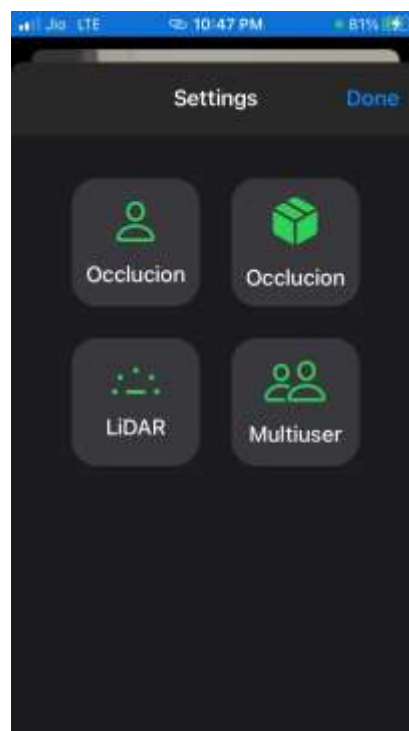 Jio LTE 10:47 PM 81%
Settings Done
Occlucion Occlucion
LiDAR Multiuser